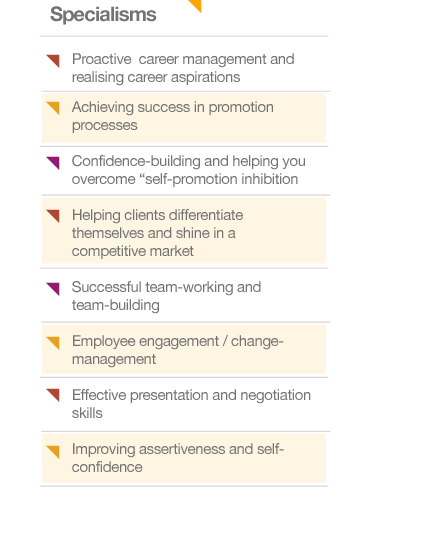 Specialisms
Proactive  career management and
realising career aspirations
Achieving success in promotion
processes
Confidence-building and helping you
overcome “self-promotion inhibition
Helping clients differentiate
themselves and shine in a
competitive market
Successful team-working and
team-building
Employee engagement / change-
management
Effective presentation and negotiation
skills
Improving assertiveness and self-
confidence